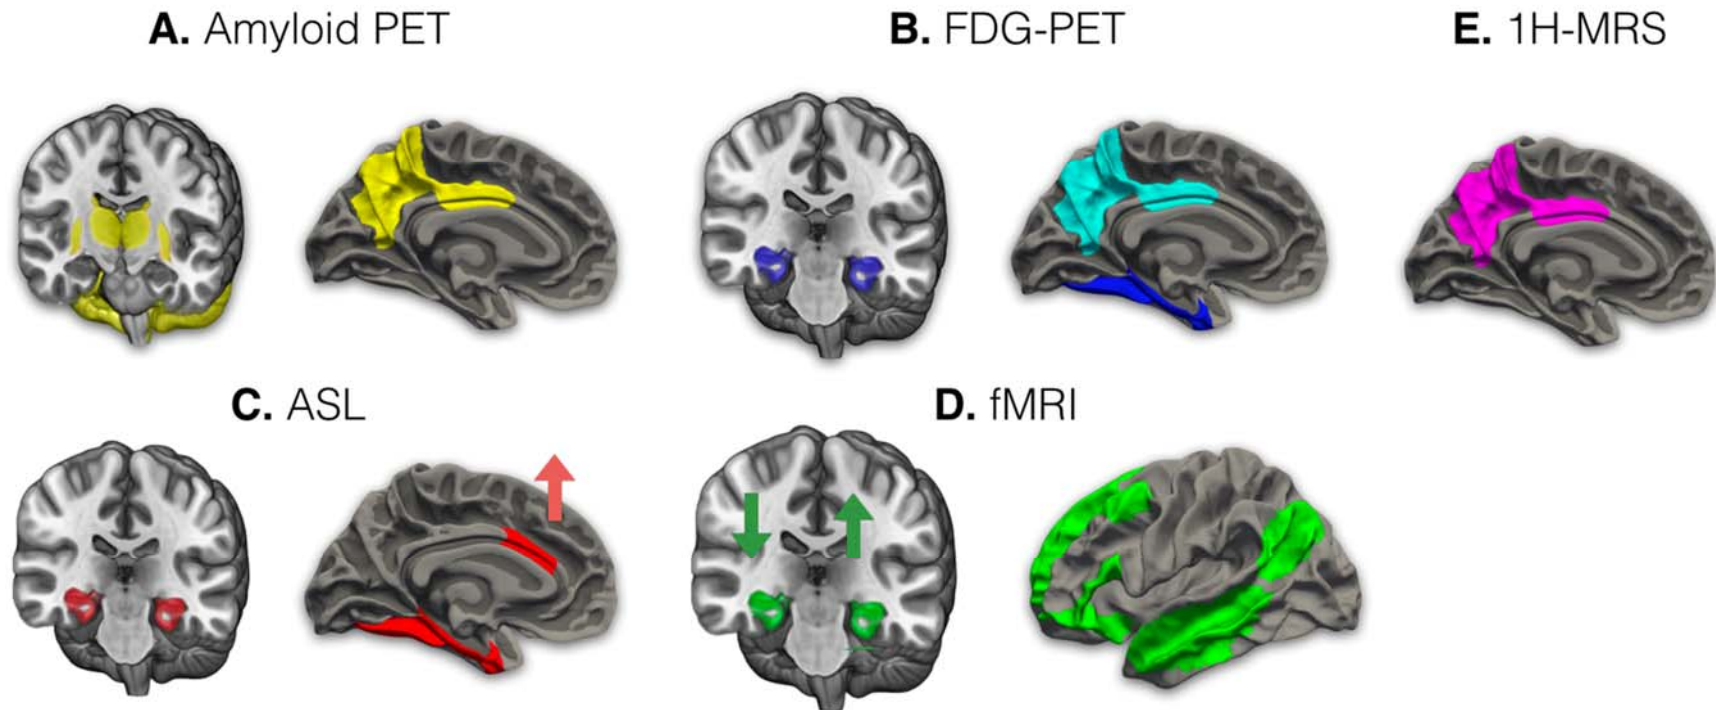 A. Amyloid PET
B. FDG-PET
E. 1H-MRS
C. ASL
D. fMRI